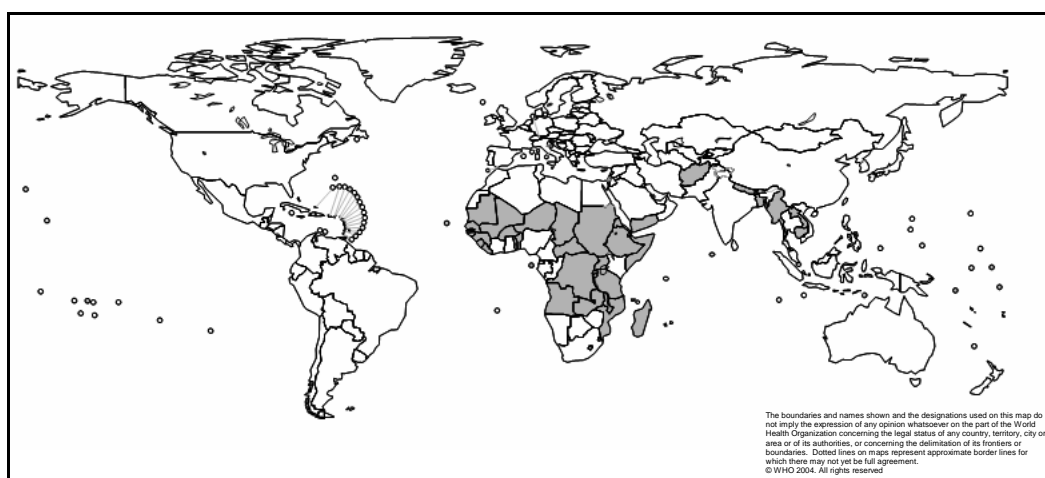 The boundaries and names shown and the designations used on this map do
not imply the expression of any opinion whatsoever on the part of the World
Health Organization concerning the legal status of any country, territory, city or
area or of its authorities, or concerning the delimitation of its frontiers or
boundaries.  Dotted lines on maps represent approximate border lines for
which there may not yet be full agreement.
© WHO 2004. All rights reserved